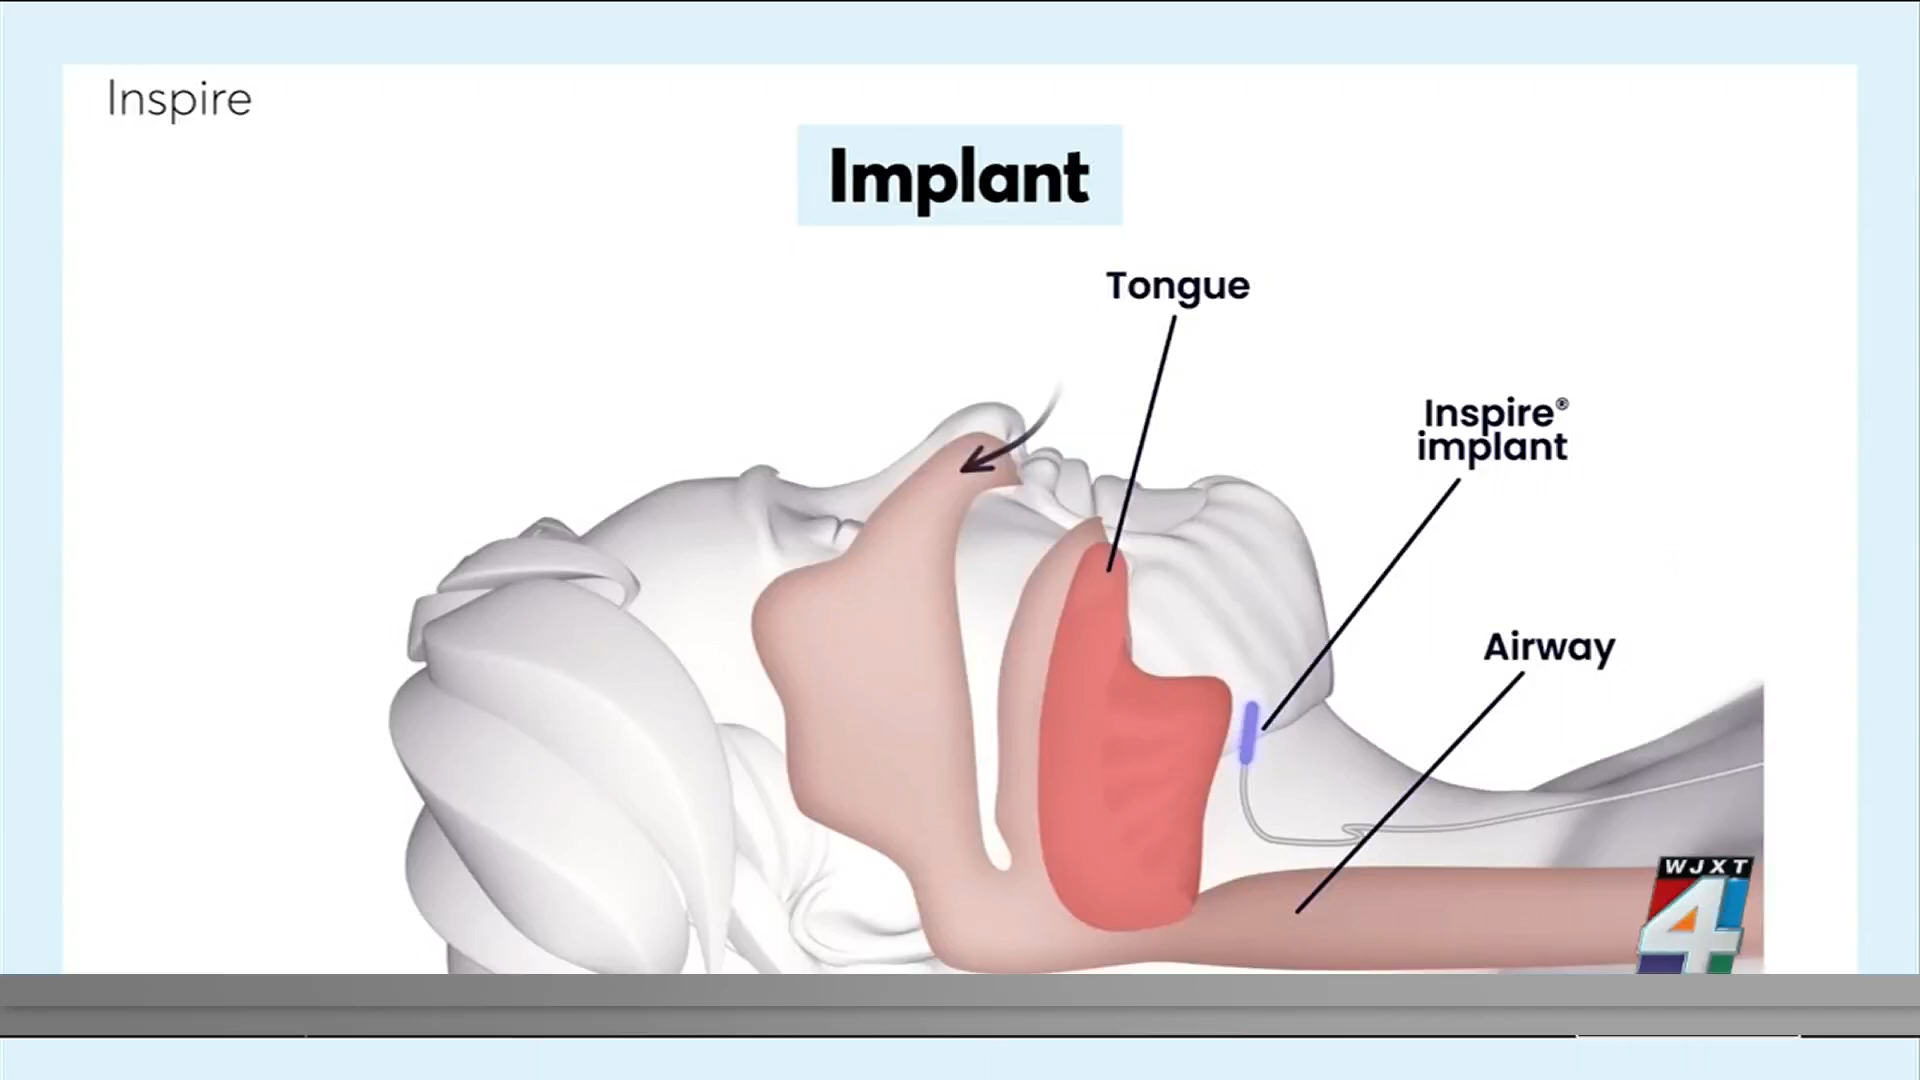 Inspire
Implant
Tongue
Inspire®
implant
Airway
WJXT
4